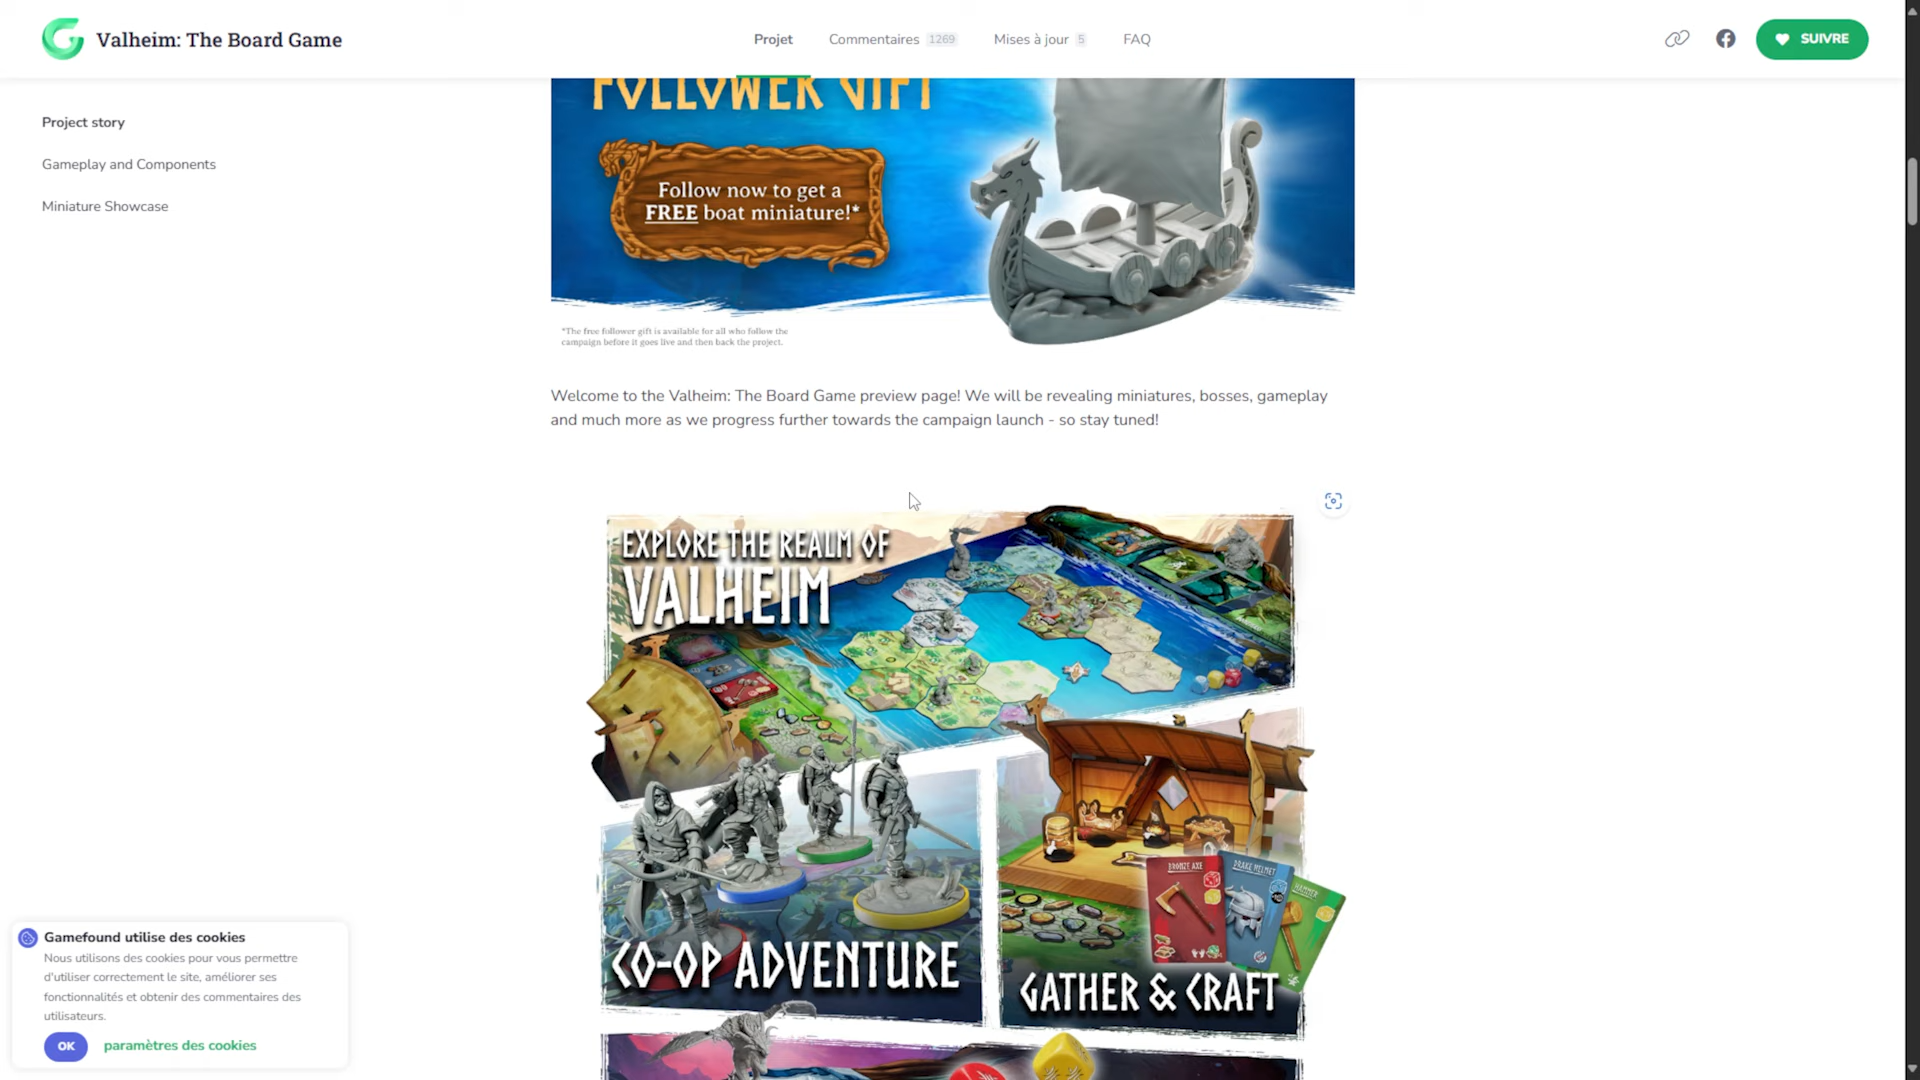 Valheim: The Board Game
Projet
Commentaires 1269
Mises à jour 5
FAQ
SUIVRE
Project story
Gameplay and Components
Miniature Showcase
FOLLOWER GIFT
Follow now to get a
FREE boat miniature!*
*The free follower gift is available for all who follow the
campaign before it goes live and then back the project.
Welcome to the Valheim: The Board Game preview page! We will be revealing miniatures, bosses, gameplay
and much more as we progress further towards the campaign launch - so stay tuned!
EXPLORE THE REALM OF
VALHEIM
CO-OP ADVENTURE
BRONZE AXE
DRAKE HELMET
HAMMER
GATHER & CRAFT
Gamefound utilise des cookies
Nous utilisons des cookies pour vous permettre
d'utiliser correctement le site, améliorer ses
fonctionnalités et obtenir des commentaires des
utilisateurs.
OK
paramètres des cookies